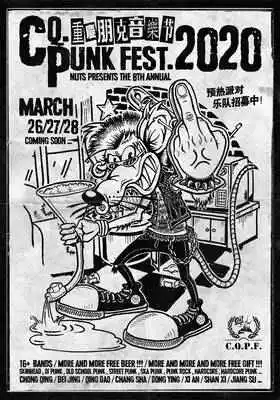 CQ. 重庆朋克音樂节
PUNK FEST. 2020
NUTS PRESENTS THE 8TH ANNUAL
预热派对
乐队招募中！
MARCH
26/27/28
COMING SOON
C.Q.P.F.
16+ BANDS / MORE AND MORE FREE BEER !!! / MORE AND MORE AND MORE FREE GIFT !!!
SKINHEAD , OI PUNK , OLD SCHOOL PUNK , STREET PUNK , SKA PUNK , PUNK ROCK , HARDCORE , HARDCORE PUNK ...
CHONG QING / BEI JING / QING DAO / CHANG SHA / DONG YING / XI AN / SHAN XI / JIANG SU ...